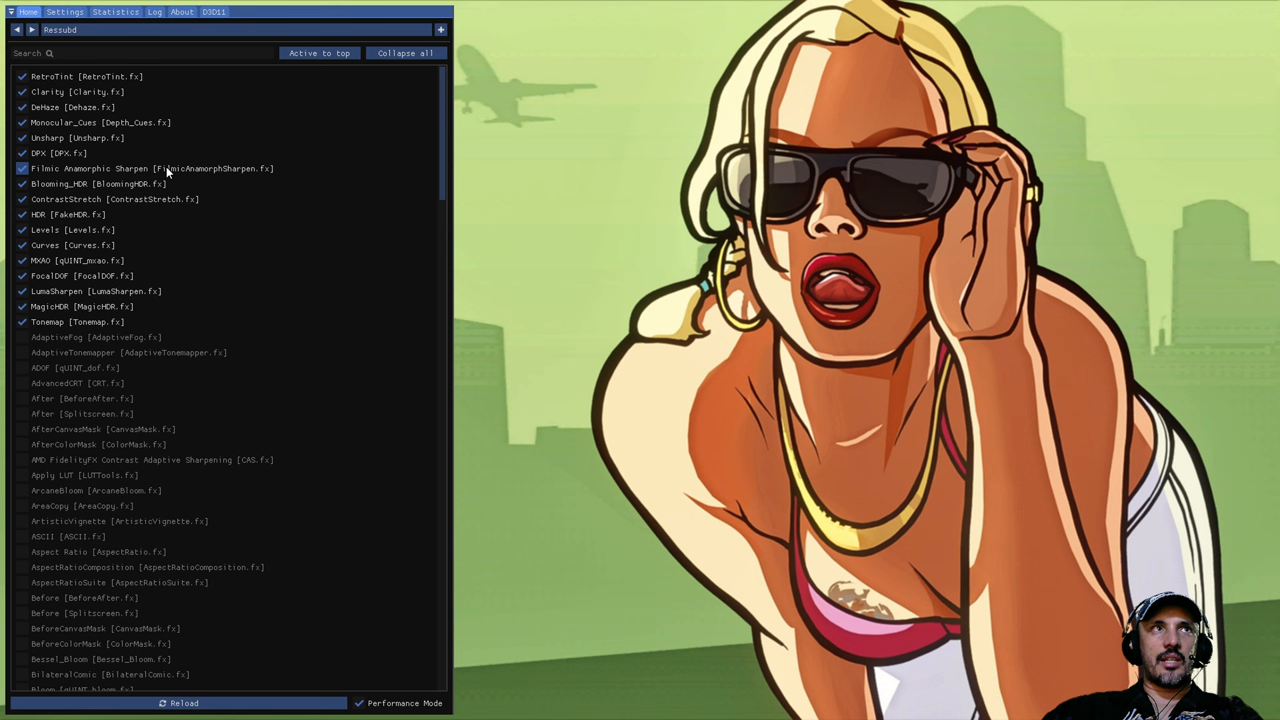 Home Settings Statistics Log About D3D11
Ressubd +
Search Active to top Collapse all
RetroTint [RetroTint.fx]
Clarity [Clarity.fx]
DeHaze [Dehaze.fx]
Monocular_Cues [Depth_Cues.fx]
Unsharp [Unsharp.fx]
DPX [DPX.fx]
Filmic Anamorphic Sharpen [FilmicAnamorphSharpen.fx]
Blooming_HDR [BloomingHDR.fx]
ContrastStretch [ContrastStretch.fx]
HDR [FakeHDR.fx]
Levels [Levels.fx]
Curves [Curves.fx]
MXAO [qUINT_mxao.fx]
FocalDOF [FocalDOF.fx]
LumaSharpen [LumaSharpen.fx]
MagicHDR [MagicHDR.fx]
Tonemap [Tonemap.fx]
AdaptiveFog [AdaptiveFog.fx]
AdaptiveTonemapper [AdaptiveTonemapper.fx]
ADOF [qUINT_dof.fx]
AdvancedCRT [CRT.fx]
After [BeforeAfter.fx]
After [Splitscreen.fx]
AfterCanvasMask [CanvasMask.fx]
AfterColorMask [ColorMask.fx]
AMD FidelityFX Contrast Adaptive Sharpening [CAS.fx]
Apply LUT [LUTTools.fx]
ArcaneBloom [ArcaneBloom.fx]
AreaCopy [AreaCopy.fx]
ArtisticVignette [ArtisticVignette.fx]
ASCII [ASCII.fx]
Aspect Ratio [AspectRatio.fx]
AspectRatioComposition [AspectRatioComposition.fx]
AspectRatioSuite [AspectRatioSuite.fx]
Before [BeforeAfter.fx]
Before [Splitscreen.fx]
BeforeCanvasMask [CanvasMask.fx]
BeforeColorMask [ColorMask.fx]
Bessel_Bloom [Bessel_Bloom.fx]
BilateralComic [BilateralComic.fx]
Bloom [qUINT_bloom.fx]
Reload Performance Mode